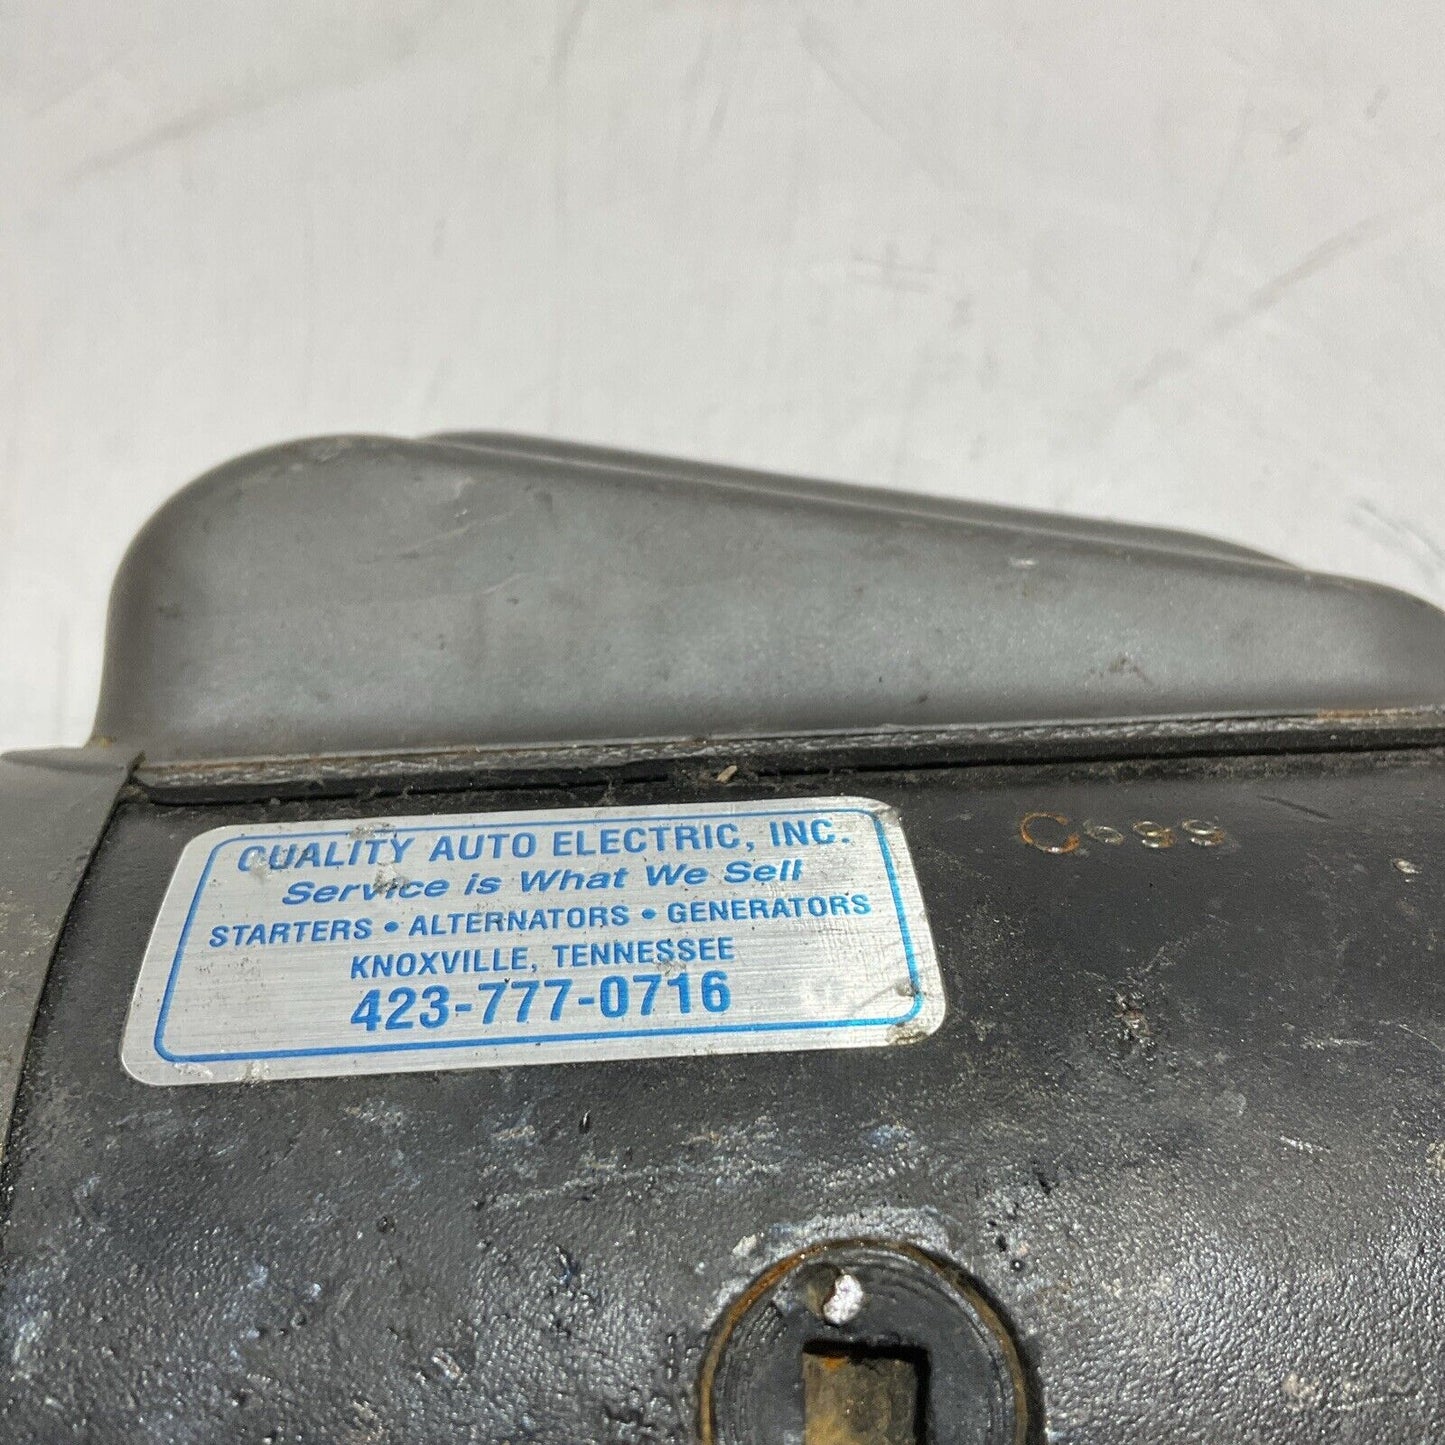 QUALITY AUTO ELECTRIC, INC.
Service is What We Sell
STARTERS • ALTERNATORS • GENERATORS
KNOXVILLE, TENNESSEE
423-777-0716